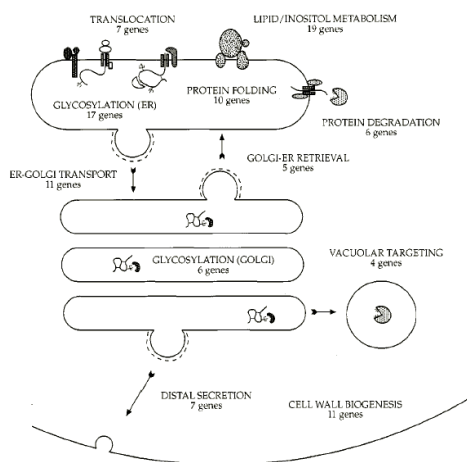 TRANSLOCATION
7 genes
LIPID/INOSITOL METABOLISM
19 genes
GLYCOSYLATION (ER)
17 genes
PROTEIN FOLDING
10 genes
PROTEIN DEGRADATION
6 genes
ER-GOLGI TRANSPORT
11 genes
GOLGI-ER RETRIEVAL
5 genes
GLYCOSYLATION (GOLGI)
6 genes
VACUOLAR TARGETING
4 genes
DISTAL SECRETION
7 genes
CELL WALL BIOGENESIS
11 genes